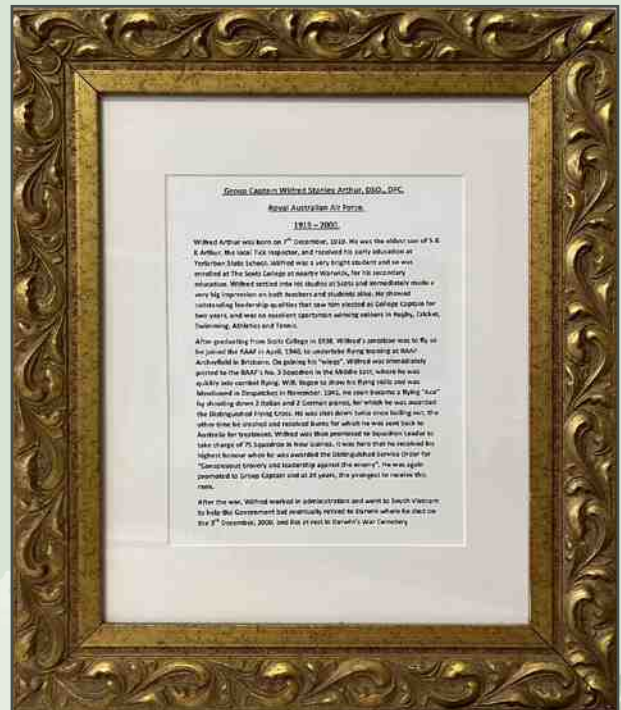 Group Captain Wilfred Stanley Arthur, DSO., DFC.
Royal Australian Air Force.
1919 – 2000.
Wilfred Arthur was born on 7th December, 1919. He was the eldest son of S &
K Arthur, the local Tick Inspector, and received his early education at
Yelarbon State School. Wilfred was a very bright student and so was
enrolled at The Scots College at nearby Warwick, for his secondary
education. Wilfred settled into his studies at Scots and immediately made a
very big impression on both teachers and students alike. He showed
outstanding leadership qualities that saw him elected as College Captain for
two years, and was an excellent sportsman winning colours in Rugby, Cricket,
Swimming, Athletics and Tennis.
After graduating from Scots College in 1938, Wilfred's ambition was to fly so
he joined the RAAF in April, 1940, to undertake flying training at RAAF
Archerfield in Brisbane. On gaining his "wings", Wilfred was immediately
posted to the RAAF's No. 3 Squadron in the Middle East, where he was
quickly into combat flying. Wilfred began to show his flying skills and was
Mentioned in Despatches in November, 1941. He soon became a flying "Ace"
by shooting down 2 Italian and 2 German planes, for which he was awarded
the Distinguished Flying Cross. He was shot down twice once bailing out, the
other time he crashed and received burns for which he was sent back to
Australia for treatment. Wilfred was then promoted to Squadron Leader to
take charge of 75 Squadron in New Guinea. It was here that he received his
highest honour when he was awarded the Distinguished Service Order for
"Conspicuous bravery and leadership against the enemy". He was again
promoted to Group Captain and at 24 years, the youngest to receive this
rank.
After the war, Wilfred worked in administration and went to South Vietnam
to help the Government but eventually retired to Darwin where he died on
the 3rd December, 2000, and lies at rest in Darwin's War Cemetery